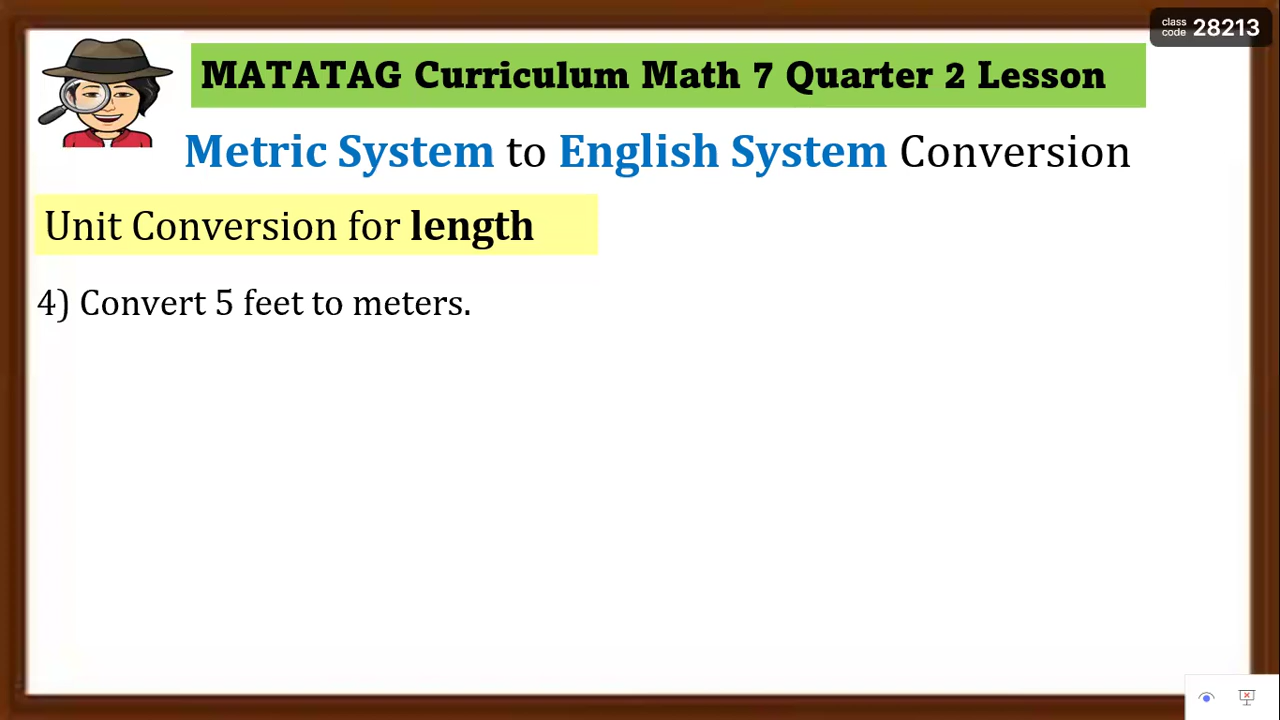 class
code 28213
MATATAG Curriculum Math 7 Quarter 2 Lesson
Metric System to English System Conversion
Unit Conversion for length
4) Convert 5 feet to meters.